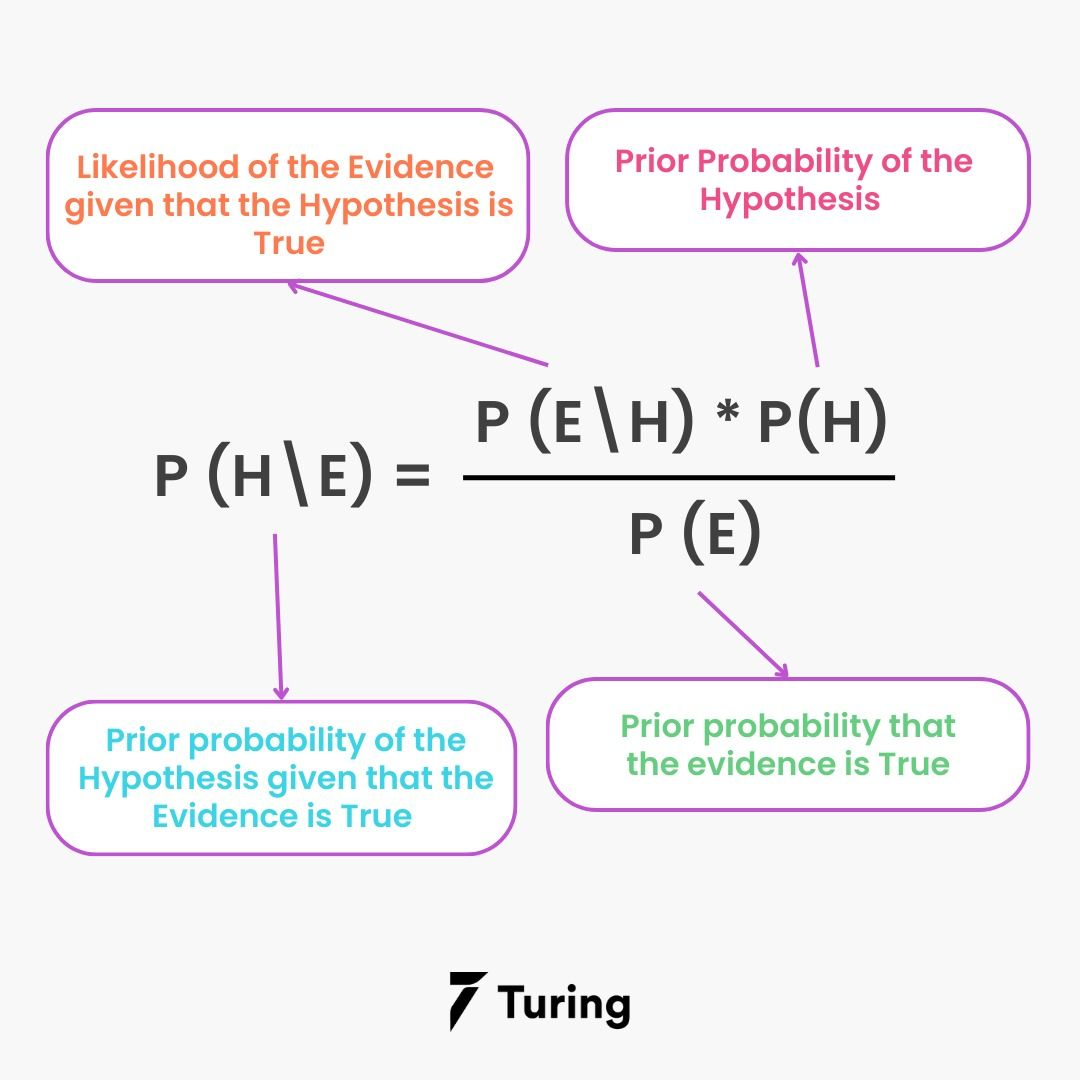 Likelihood of the Evidence
given that the Hypothesis is
True
Prior Probability of the
Hypothesis
P (E\H) * P(H)
P (H\E) =
P (E)
Prior probability of the
Hypothesis given that the
Evidence is True
Prior probability that
the evidence is True
Turing